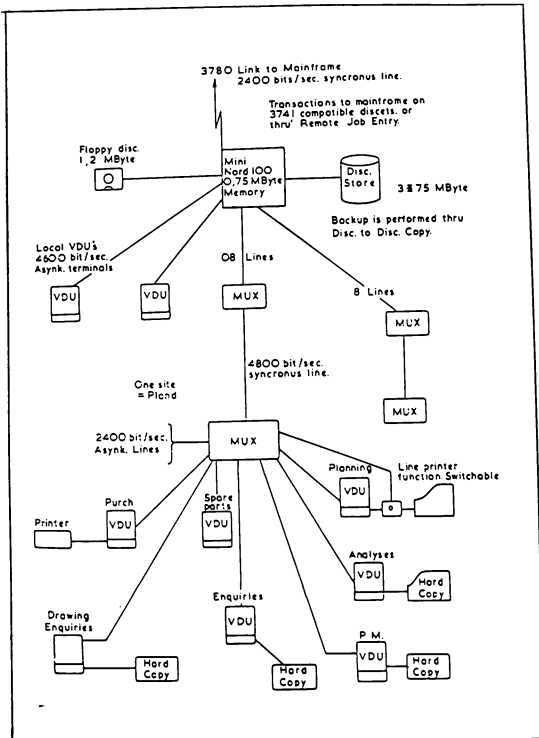 3780 Link to Mainframe
2400 bits/sec. syncronus line.
Transactions to mainframe on
3741 compatible discets. or
thru' Remote Job Entry.
Floppy disc.
1,2 MByte
Mini
Nord 100
0,75 MByte
Memory
Disc.
Store
3x75 MByte
Backup is performed thru
Disc. to Disc. Copy.
Local VDU's
4600 bit/sec.
Asynk. terminals
VDU
VDU
08 Lines
8 Lines
MUX
MUX
4800 bit/sec.
syncronus line.
MUX
One site
= Pland
2400 bit/sec.
Asynk. Lines
MUX
Planning
Line printer
function. Switchable
VDU
Purch
Spare
parts
Printer
VDU
VDU
Analyses
VDU
Hard
Copy
Enquiries
VDU
Drawing
Enquiries
P.M.
VDU
Hard
Copy
Hard
Copy
Hard
Copy